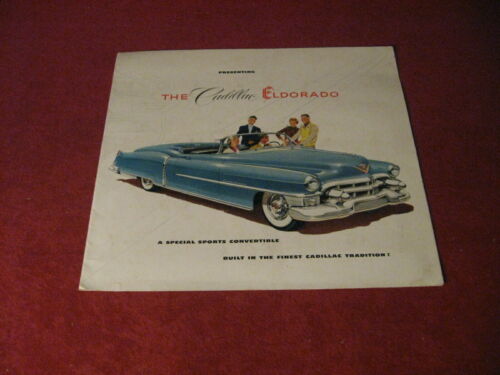 PRESENTING
THE Cadillac ELDORADO
A SPECIAL SPORTS CONVERTIBLE
BUILT IN THE FINEST CADILLAC TRADITION!